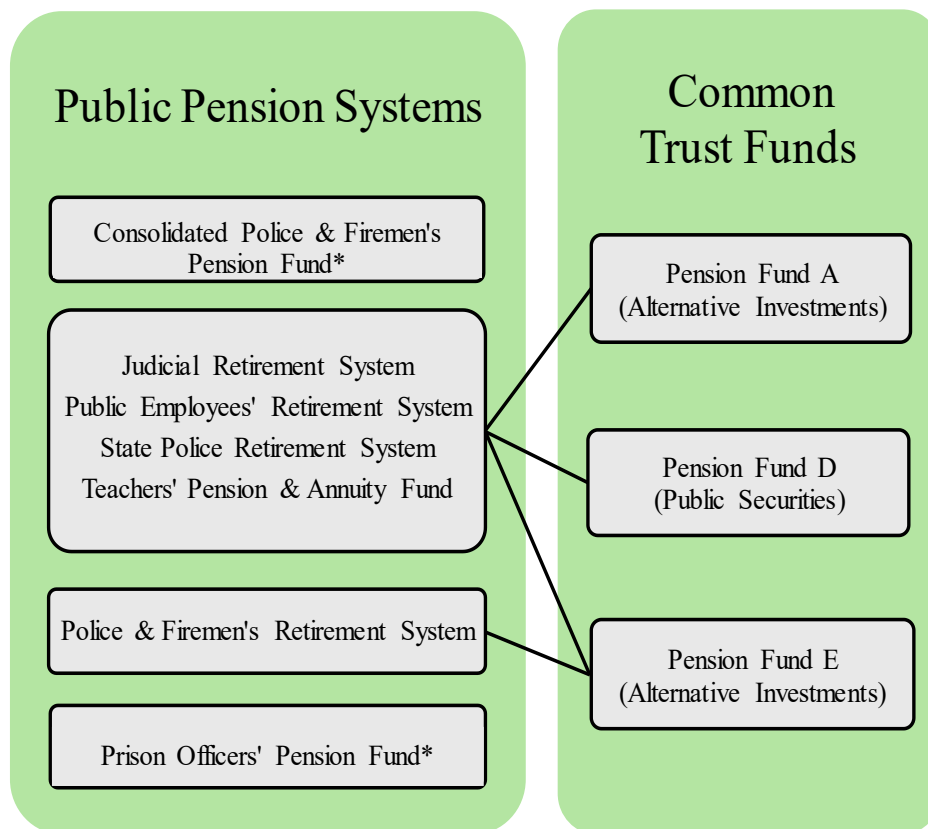 Public Pension Systems
Consolidated Police & Firemen's
Pension Fund*
Judicial Retirement System
Public Employees' Retirement System
State Police Retirement System
Teachers' Pension & Annuity Fund
Police & Firemen's Retirement System
Prison Officers' Pension Fund*
Common
Trust Funds
Pension Fund A
(Alternative Investments)
Pension Fund D
(Public Securities)
Pension Fund E
(Alternative Investments)